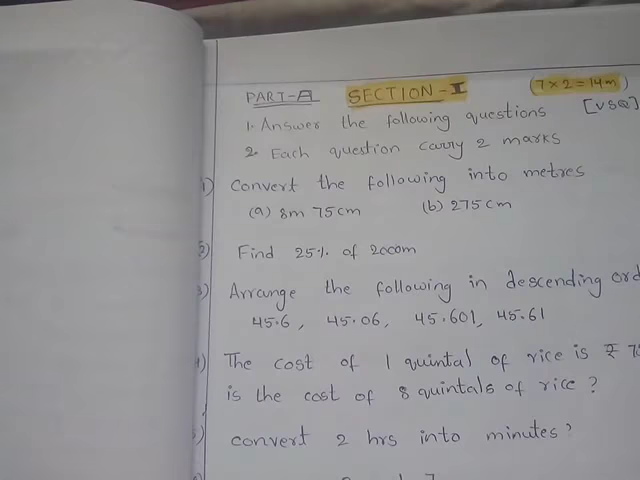 PART-A SECTION-I (7×2=14m)
1. Answer the following questions [VSQ]
2. Each question carry 2 marks
1) Convert the following into metres
(a) 8m 75cm (b) 275cm
2) Find 25% of 2000m
3) Arrange the following in descending ord
45.6, 45.06, 45.601, 45.61
4) The cost of 1 quintal of rice is ₹
is the cost of 8 quintals of rice?
5) convert 2 hrs into minutes?